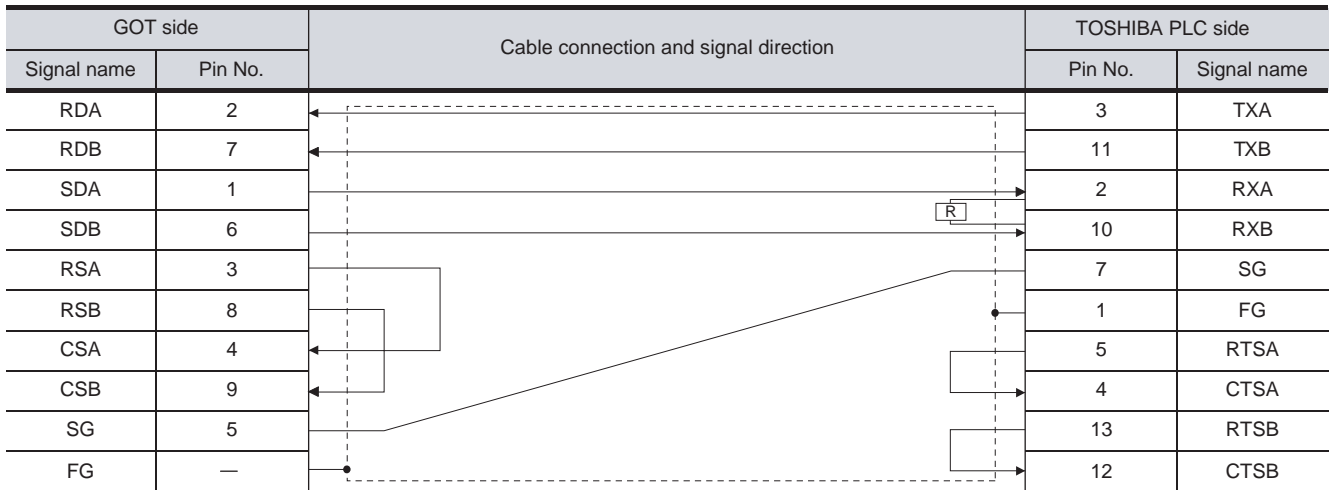 GOT side Cable connection and signal direction TOSHIBA PLC side
Signal name Pin No. Pin No. Signal name
RDA 2 3 TXA
RDB 7 11 TXB
SDA 1 2 RXA
R
SDB 6 10 RXB
RSA 3 7 SG
RSB 8 1 FG
CSA 4 5 RTSA
CSB 9 4 CTSA
SG 5 13 RTSB
FG — 12 CTSB